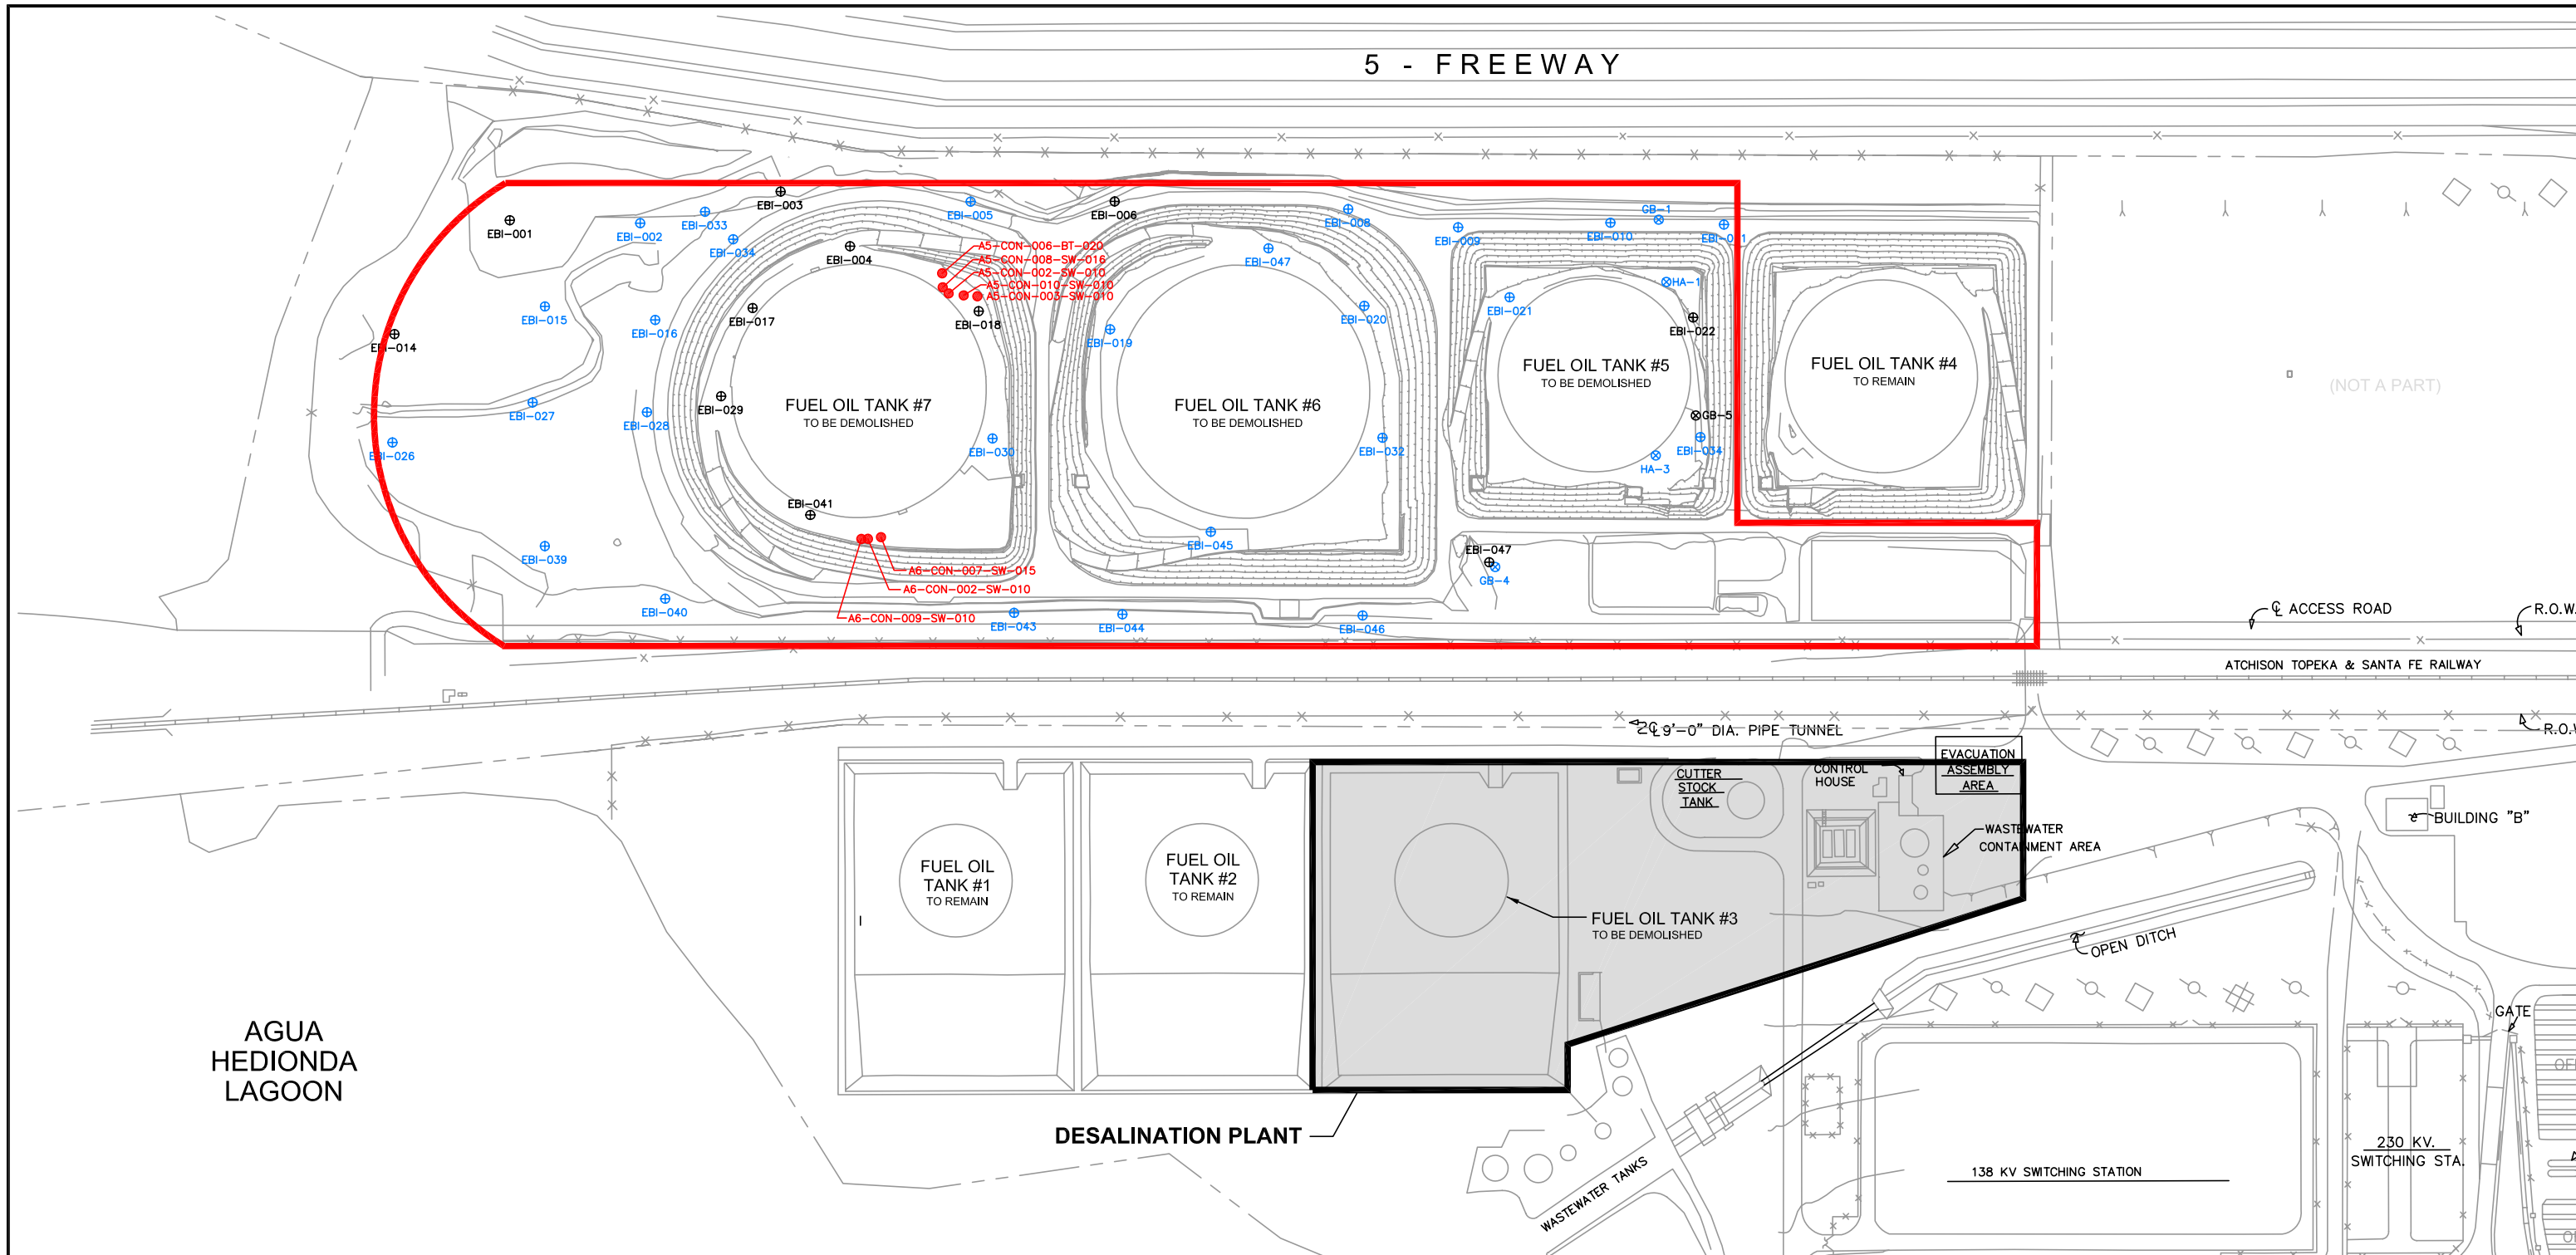 5 - FREEWAY
EBI-001
EBI-002
EBI-033
EBI-034
EBI-003
EBI-004
EBI-005
EBI-006
EBI-008
EBI-009
EBI-010
GB-1
EBI-011
EBI-047
A5-CON-006-BT-020
A5-CON-008-SW-016
A5-CON-002-SW-010
A5-CON-010-SW-010
A5-CON-003-SW-010
HA-1
EBI-014
EBI-015
EBI-016
EBI-017
EBI-018
EBI-019
EBI-020
EBI-021
EBI-022
FUEL OIL TANK #7
TO BE DEMOLISHED
FUEL OIL TANK #6
TO BE DEMOLISHED
FUEL OIL TANK #5
TO BE DEMOLISHED
FUEL OIL TANK #4
TO REMAIN
(NOT A PART)
EBI-026
EBI-027
EBI-028
EBI-029
EBI-030
EBI-032
GB-5
EBI-034
HA-3
EBI-041
EBI-039
EBI-045
EBI-047
GB-4
A6-CON-007-SW-015
A6-CON-002-SW-010
A6-CON-009-SW-010
EBI-040
EBI-043
EBI-044
EBI-046
℄ ACCESS ROAD
R.O.W.
ATCHISON TOPEKA & SANTA FE RAILWAY
℄ 9'-0" DIA. PIPE TUNNEL
CUTTER
STOCK
TANK
CONTROL
HOUSE
EVACUATION
ASSEMBLY
AREA
WASTEWATER
CONTAINMENT AREA
BUILDING "B"
FUEL OIL
TANK #1
TO REMAIN
FUEL OIL
TANK #2
TO REMAIN
FUEL OIL TANK #3
TO BE DEMOLISHED
OPEN DITCH
GATE
AGUA
HEDIONDA
LAGOON
DESALINATION PLANT
WASTEWATER TANKS
138 KV SWITCHING STATION
230 KV.
SWITCHING STA.